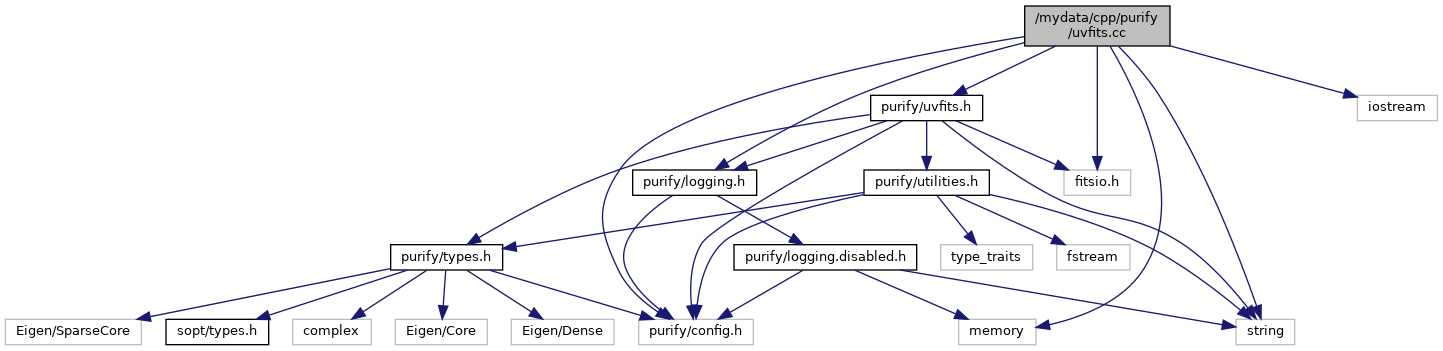 /mydata/cpp/purify
/uvfits.cc
purify/uvfits.h
iostream
purify/logging.h
purify/utilities.h
fitsio.h
purify/types.h
purify/logging.disabled.h
type_traits
fstream
Eigen/SparseCore
sopt/types.h
complex
Eigen/Core
Eigen/Dense
purify/config.h
memory
string